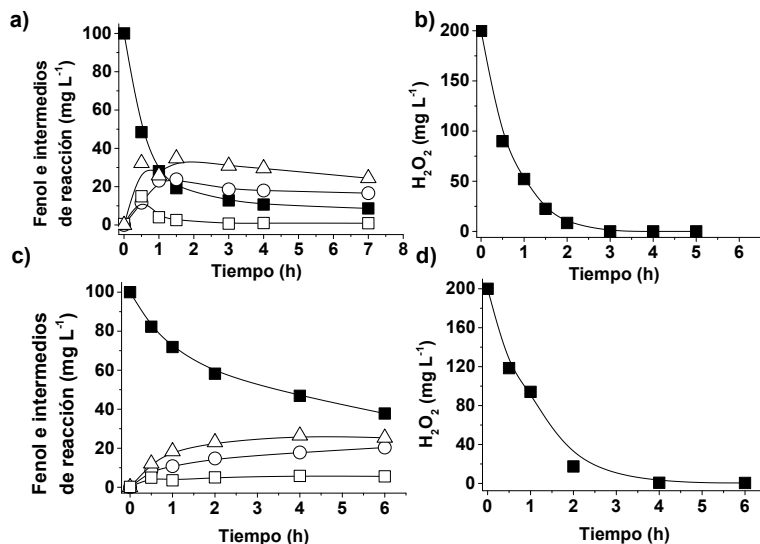 a)
Fenol e intermedios
de reacción (mg L⁻¹)
100
80
60
40
20
0
0 1 2 3 4 5 6 7 8
Tiempo (h)
b)
H₂O₂ (mg L⁻¹)
200
150
100
50
0
0 1 2 3 4 5 6
Tiempo (h)
c)
Fenol e intermedios
de reacción (mg L⁻¹)
100
80
60
40
20
0
0 1 2 3 4 5 6
Tiempo (h)
d)
H₂O₂ (mg L⁻¹)
200
160
120
80
40
0
0 1 2 3 4 5 6
Tiempo (h)